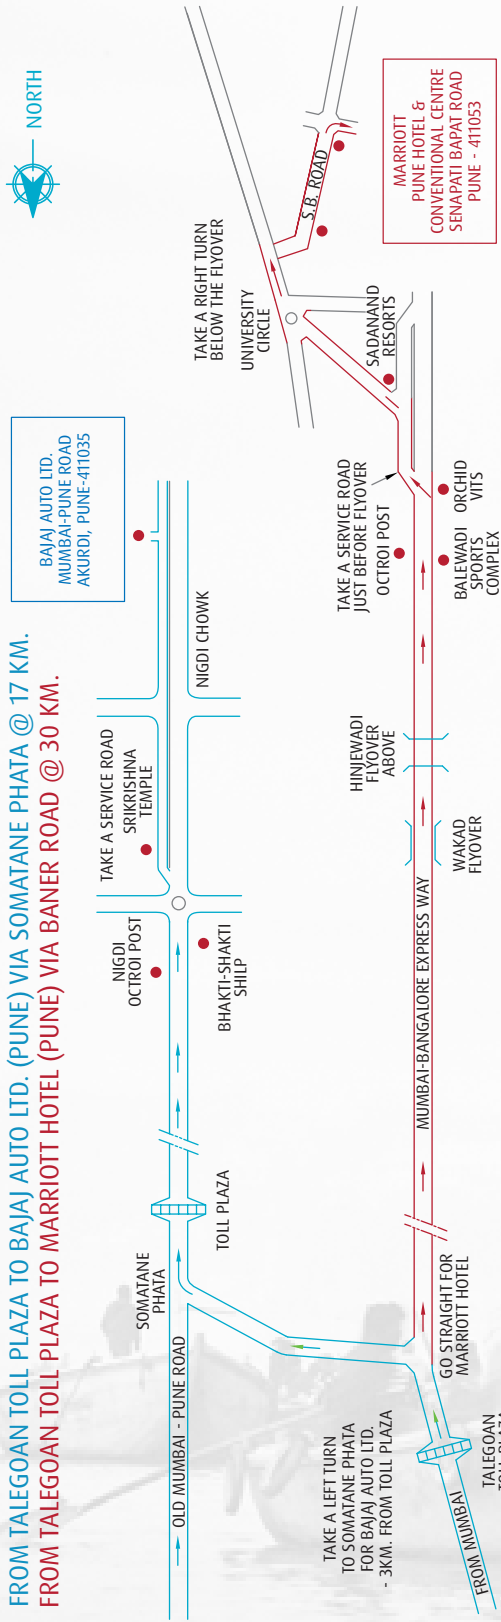 FROM TALEGOAN TOLL PLAZA TO BAJAJ AUTO LTD. (PUNE) VIA SOMATANE PHATA @ 17 KM.
FROM TALEGOAN TOLL PLAZA TO MARRIOTT HOTEL (PUNE) VIA BANER ROAD @ 30 KM.
NORTH
BAJAJ AUTO LTD.
MUMBAI-PUNE ROAD
AKURDI, PUNE-411035
TAKE A SERVICE ROAD
SRIKRISHNA
TEMPLE
NIGDI
OCTROI POST
NIGDI CHOWK
BHAKTI-SHAKTI
SHILP
SOMATANE
PHATA
TOLL PLAZA
OLD MUMBAI - PUNE ROAD
TAKE A RIGHT TURN
BELOW THE FLYOVER
UNIVERSITY
CIRCLE
S.B. ROAD
MARRIOTT
PUNE HOTEL &
CONVENTIONAL CENTRE
SENAPATI BAPAT ROAD
PUNE - 411053
SADANAND
RESORTS
TAKE A SERVICE ROAD
JUST BEFORE FLYOVER
OCTROI POST
ORCHID
VITS
BALEWADI
SPORTS
COMPLEX
HINJEWADI
FLYOVER
ABOVE
WAKAD
FLYOVER
MUMBAI-BANGALORE EXPRESS WAY
GO STRAIGHT FOR
MARRIOTT HOTEL
TAKE A LEFT TURN
TO SOMATANE PHATA
FOR BAJAJ AUTO LTD.
- 3KM. FROM TOLL PLAZA
FROM MUMBAI
TALEGOAN
TOLL PLAZA